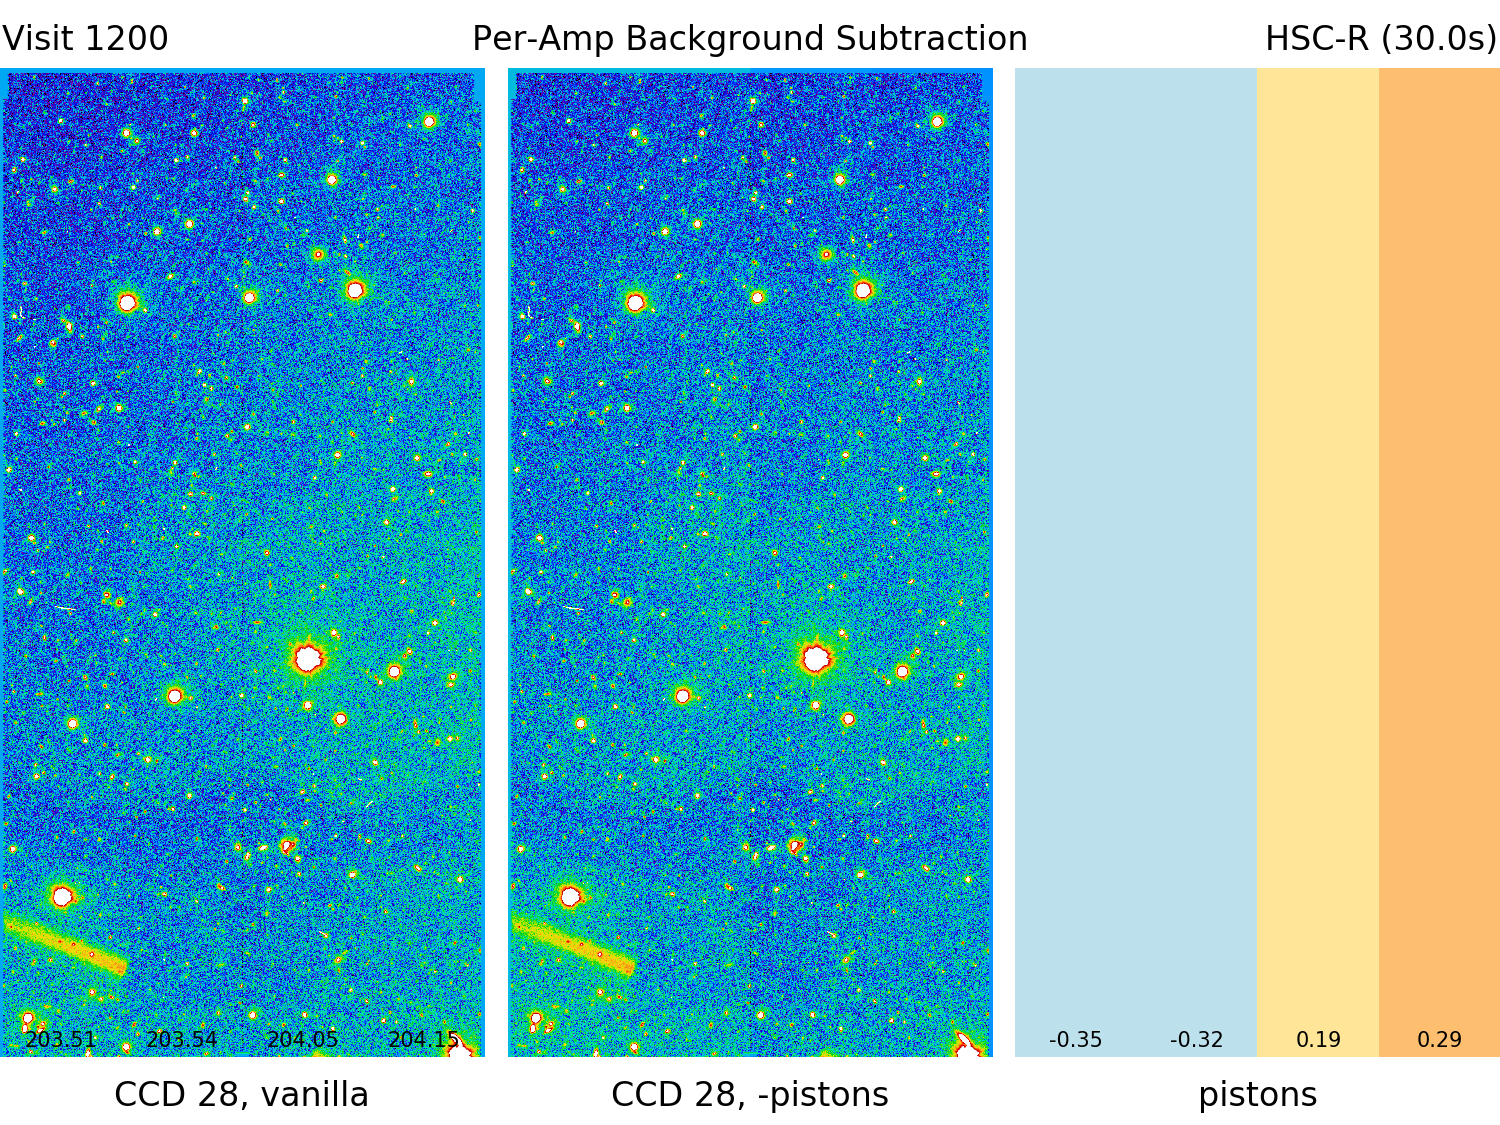 Visit 1200 Per-Amp Background Subtraction HSC-R (30.0s)
203.51 203.54 204.05 204.15 -0.35 -0.32 0.19 0.29
CCD 28, vanilla CCD 28, -pistons pistons